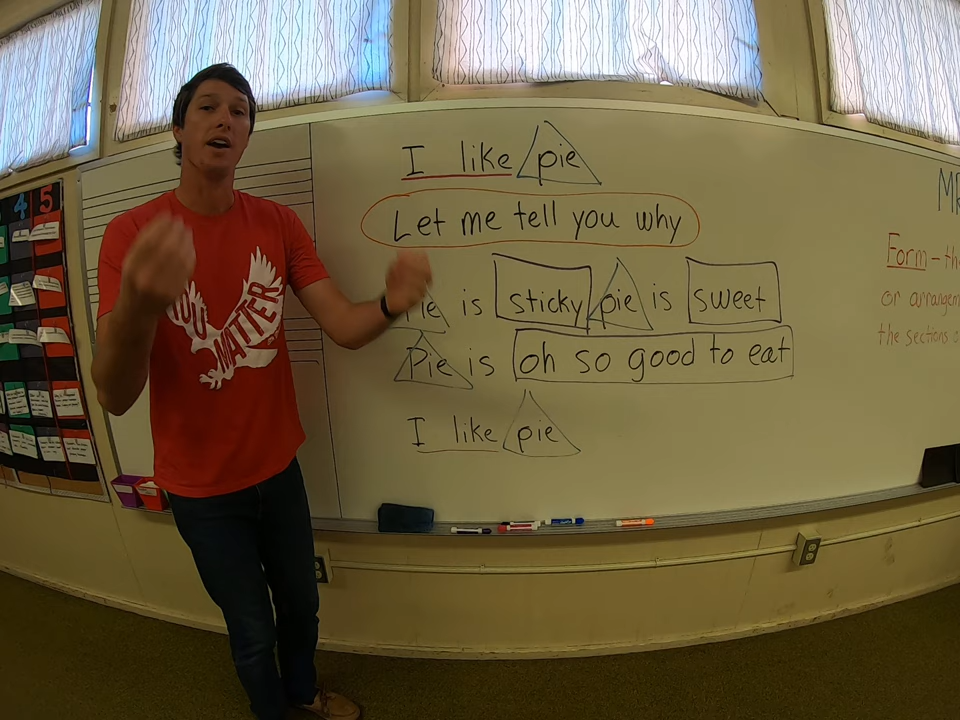 I like pie
Let me tell you why
Pie is sticky pie is sweet
Pie is oh so good to eat
I like pie
Form - th
or arrangem
the sections o
YOU
MATTER
4 5